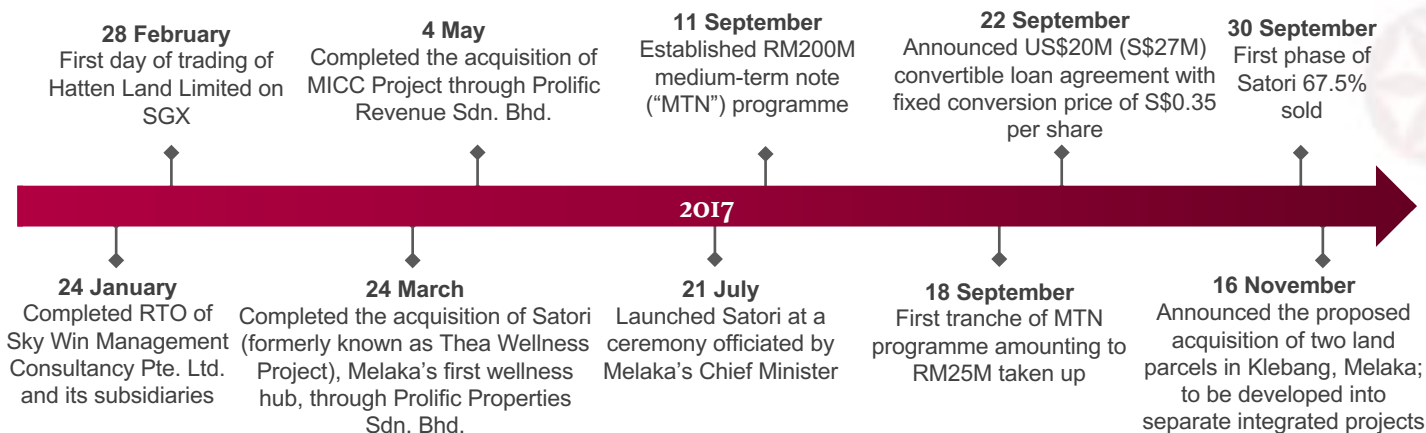 28 February
First day of trading of
Hatten Land Limited on
SGX
4 May
Completed the acquisition of
MICC Project through Prolific
Revenue Sdn. Bhd.
11 September
Established RM200M
medium-term note
(“MTN”) programme
22 September
Announced US$20M (S$27M)
convertible loan agreement with
fixed conversion price of S$0.35
per share
30 September
First phase of
Satori 67.5%
sold
2017
24 January
Completed RTO of
Sky Win Management
Consultancy Pte. Ltd.
and its subsidiaries
24 March
Completed the acquisition of Satori
(formerly known as Thea Wellness
Project), Melaka’s first wellness
hub, through Prolific Properties
Sdn. Bhd.
21 July
Launched Satori at a
ceremony officiated by
Melaka’s Chief Minister
18 September
First tranche of MTN
programme amounting to
RM25M taken up
16 November
Announced the proposed
acquisition of two land
parcels in Klebang, Melaka;
to be developed into
separate integrated projects